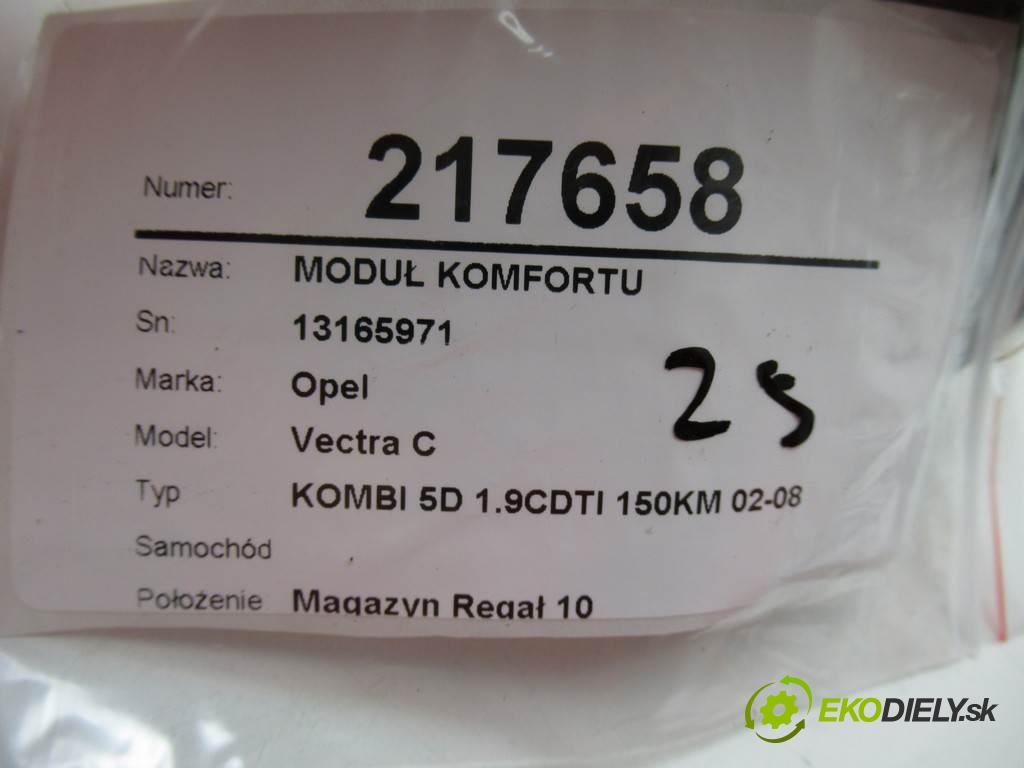 Numer: 217658
Nazwa: MODUŁ KOMFORTU
Sn: 13165971
Marka: Opel
Model: Vectra C
Typ KOMBI 5D 1.9CDTI 150KM 02-08
Samochód
Położenie Magazyn Regał 10
25
EKODIELY.sk